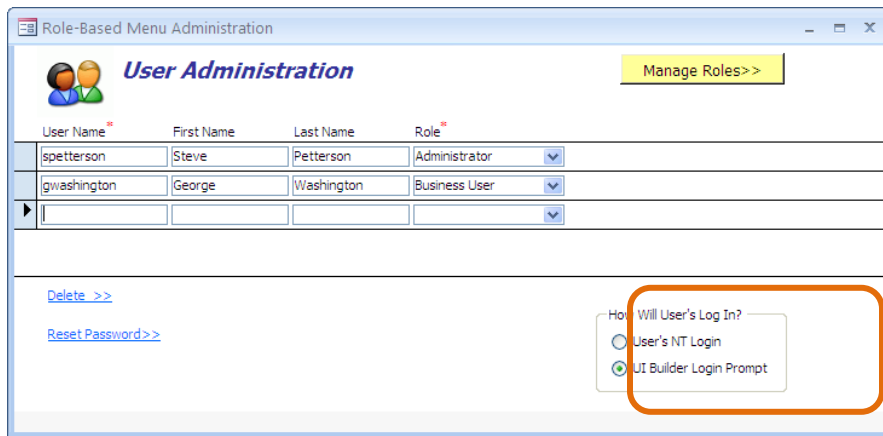 Role-Based Menu Administration
User Administration
Manage Roles>>
User Name* First Name Last Name Role*
spetterson Steve Petterson Administrator
gwashington George Washington Business User
Delete >>
Reset Password>>
How Will User's Log In?
User's NT Login
UI Builder Login Prompt